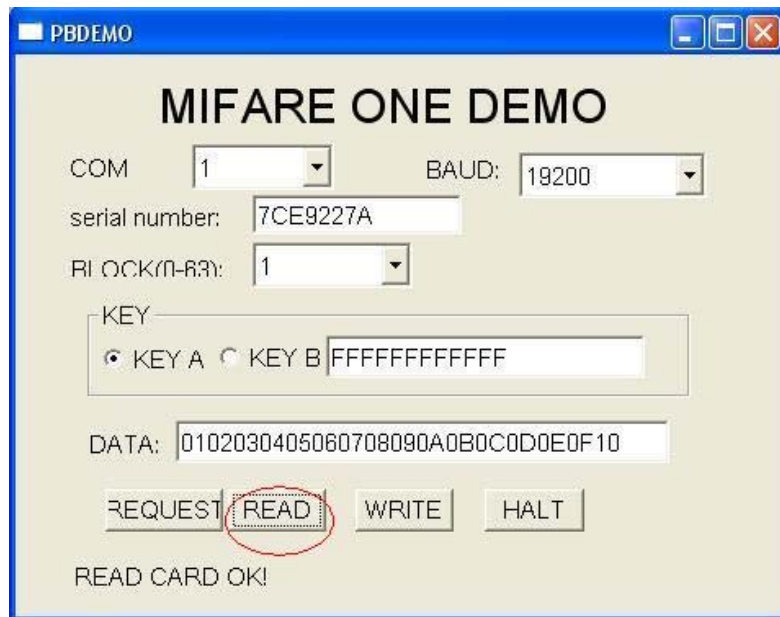 PBDEMO
MIFARE ONE DEMO
COM 1 BAUD: 19200
serial number: 7CE9227A
BLOCK(0-63): 1
KEY
KEY A KEY B FFFFFFFFFFFF
DATA: 0102030405060708090A0B0C0D0E0F10
REQUEST READ WRITE HALT
READ CARD OK!